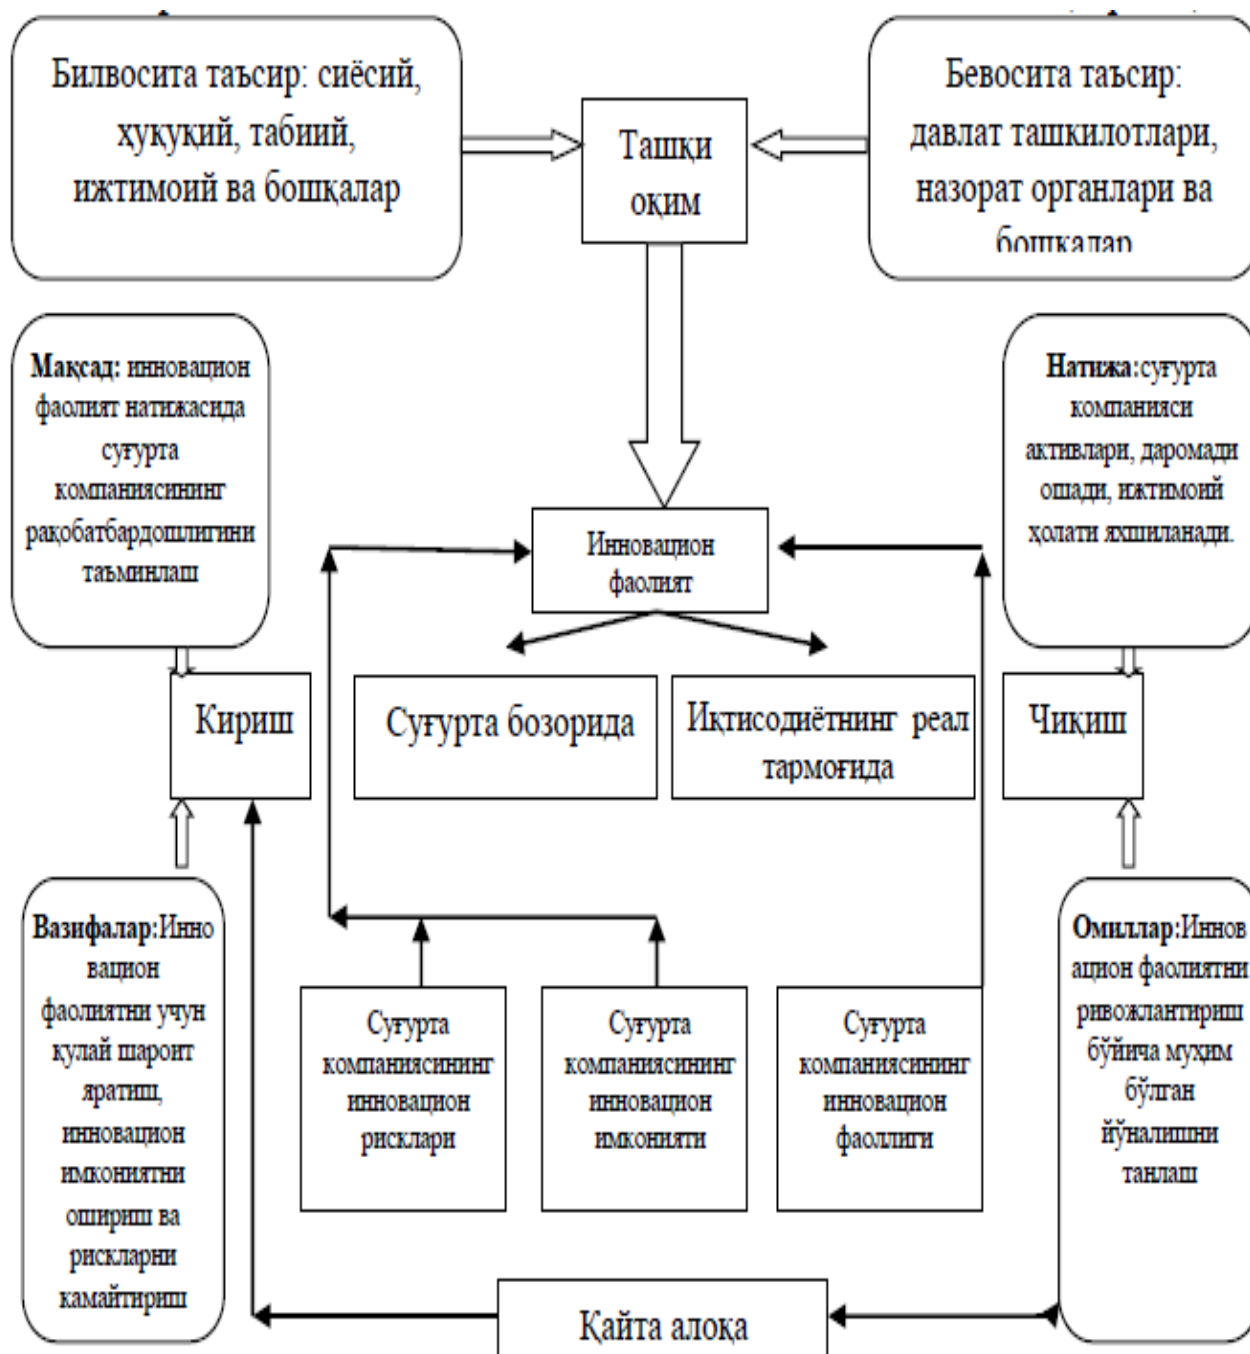 Билвосита таъсир: сиёсий,
ҳуқуқий, табиий,
ижтимоий ва бошқалар
Ташқи
оқим
Бевосита таъсир:
давлат ташкилотлари,
назорат органлари ва
бошқалар
Мақсад: инновацион
фаолият натижасида
суғурта
компаниясининг
рақобатбардошлигини
таъминлаш
Инновацион
фаолият
Натижа:суғурта
компанияси
активлари, даромади
ошади, ижтимоий
ҳолати яхшиланади.
Кириш
Суғурта бозорида
Иқтисодиётнинг реал
тармоғида
Чиқиш
Вазифалар:Инно
вацион
фаолиятни учун
қулай шароит
яратиш,
инновацион
имкониятни
ошириш ва
рискларни
камайтириш
Суғурта
компаниясининг
инновацион
рисклари
Суғурта
компаниясининг
инновацион
имконияти
Суғурта
компаниясининг
инновацион
фаоллиги
Омиллар:Иннов
ацион фаолиятни
ривожлантириш
бўйича муҳим
бўлган
йўналишни
танлаш
Қайта алоқа